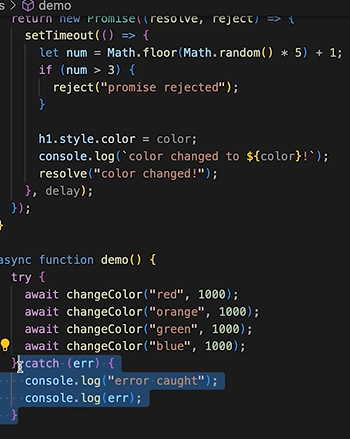 s > demo
return new Promise((resolve, reject) => {
setTimeout(() => {
let num = Math.floor(Math.random() * 5) + 1;
if (num > 3) {
reject("promise rejected");
}
h1.style.color = color;
console.log(`color changed to ${color}!`);
resolve("color changed!");
}, delay);
});
}
async function demo() {
try {
await changeColor("red", 1000);
await changeColor("orange", 1000);
await changeColor("green", 1000);
await changeColor("blue", 1000);
} catch (err) {
console.log("error caught");
console.log(err);
}